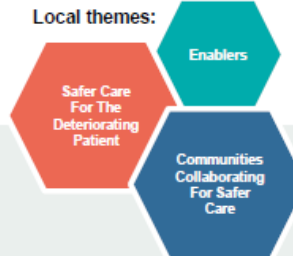 Local themes:
Enablers
Safer Care
For The
Deteriorating
Patient
Communities
Collaborating
For Safer
Care